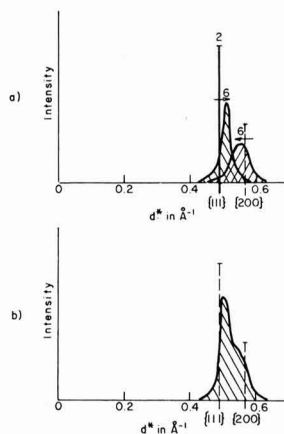 a)
Intensity
2
6
6
0
0.2
0.4
0.6
{111} {200}
d* in Å⁻¹
b)
Intensity
0
0.2
0.4
0.6
{111} {200}
d* in Å⁻¹